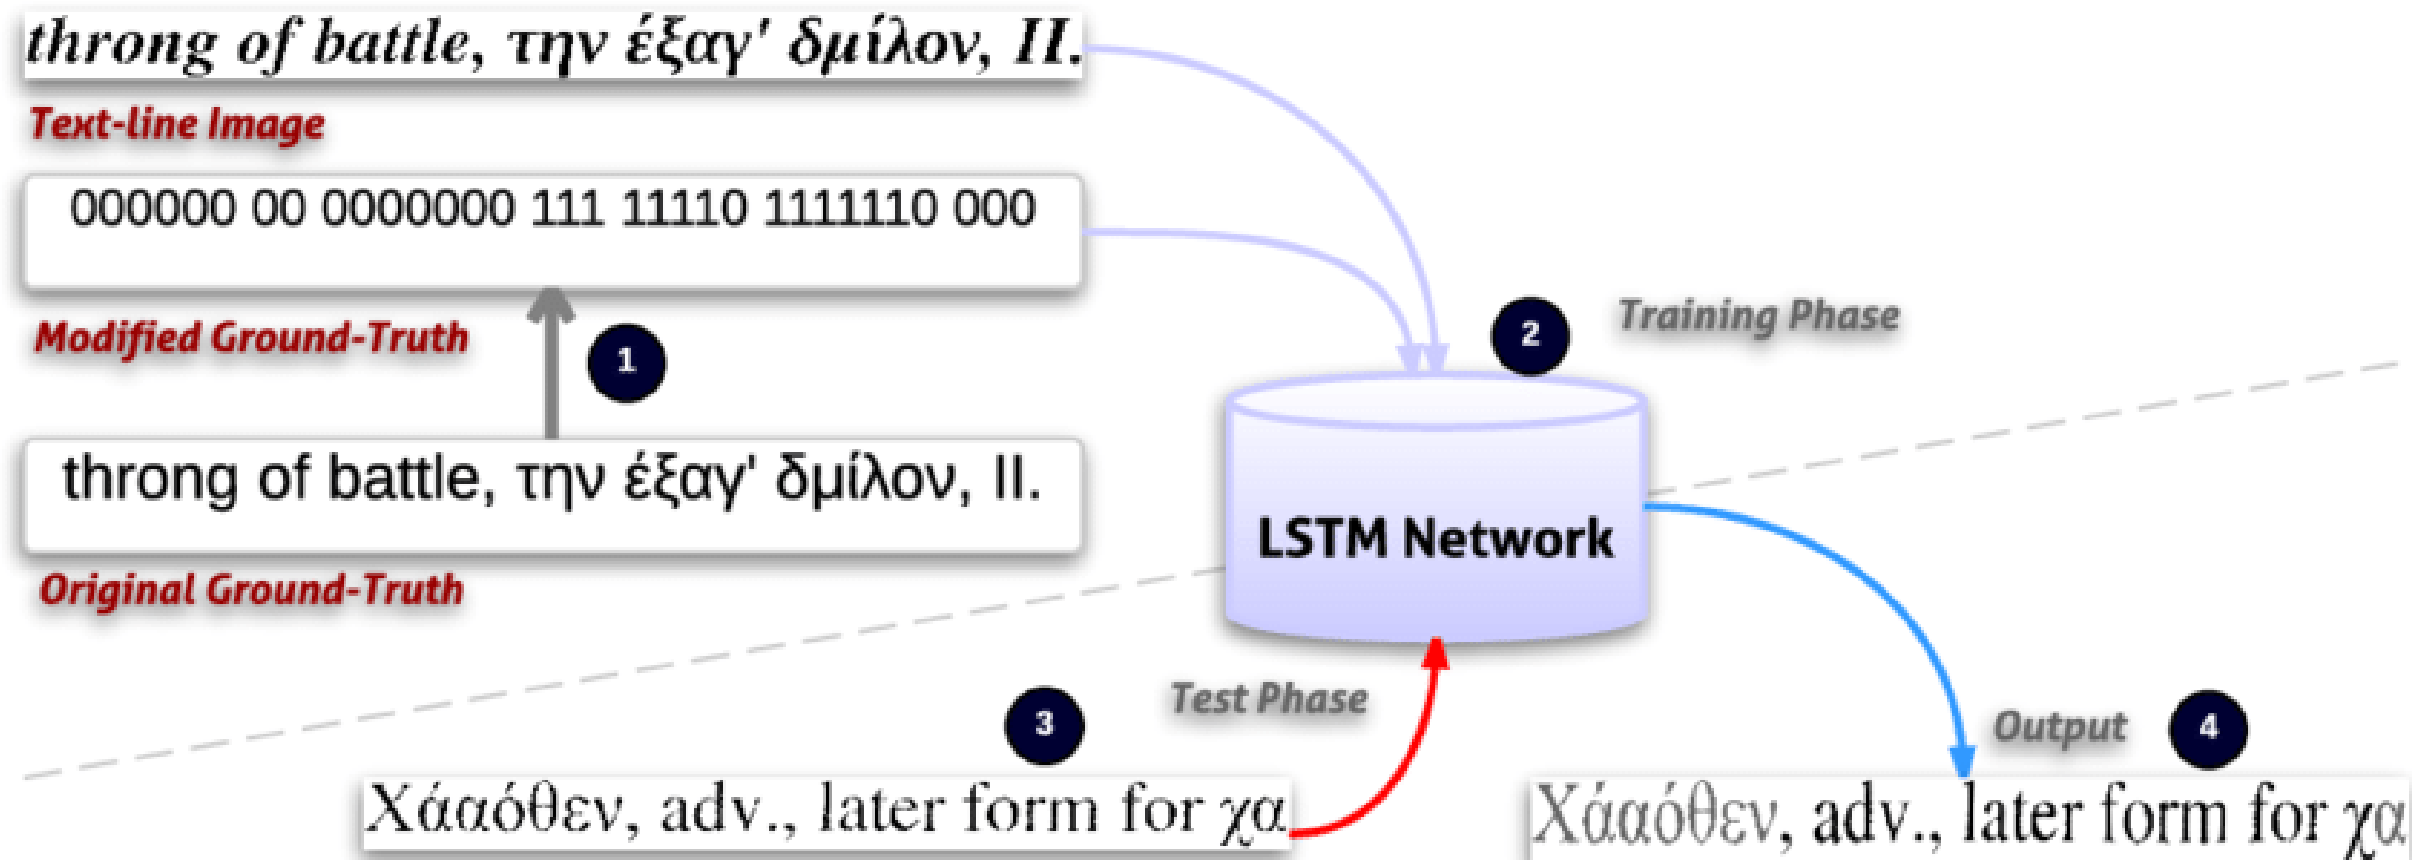 throng of battle, την έξαγ' δμίλον, II.
Text-line Image
000000 00 0000000 111 11110 1111110 000
Modified Ground-Truth
1
throng of battle, την έξαγ' δμίλον, II.
Original Ground-Truth
2
Training Phase
LSTM Network
3
Test Phase
Χάαόθεν, adv., later form for χα
Output
4
Χάαόθεν, adv., later form for χα